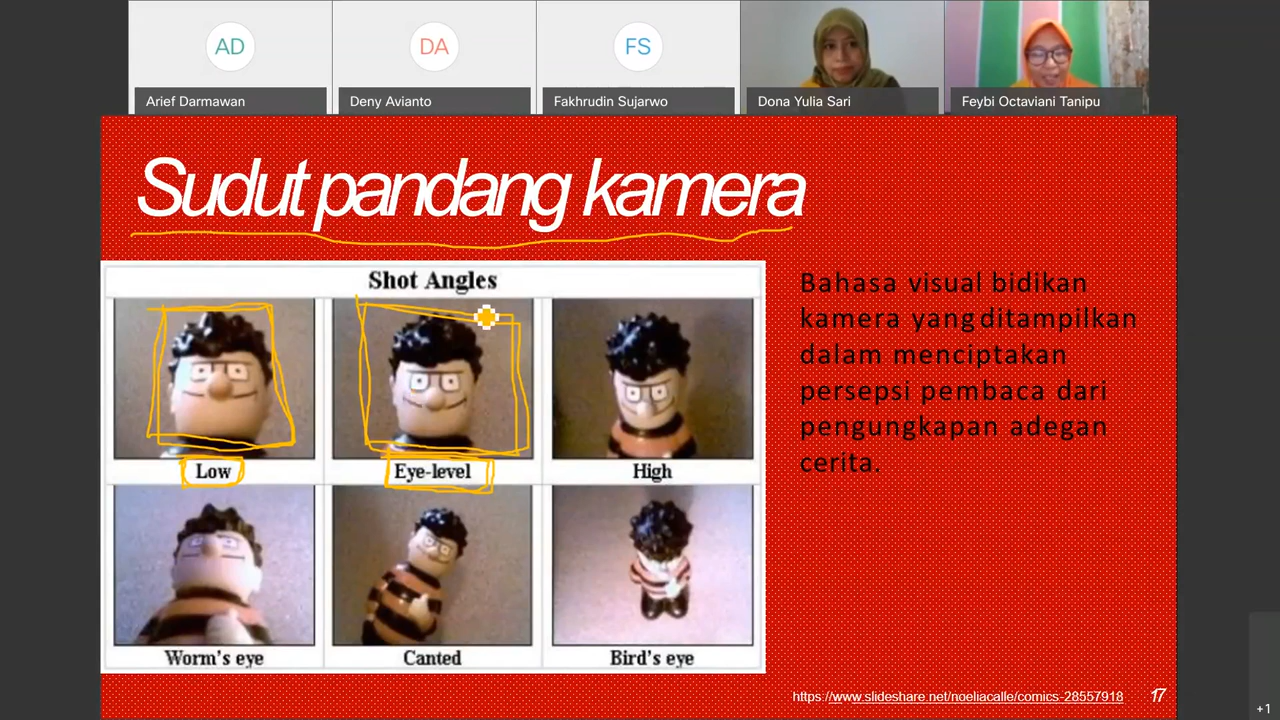 AD
DA
FS
Arief Darmawan
Deny Avianto
Fakhrudin Sujarwo
Dona Yulia Sari
Feybi Octaviani Tanipu
Sudut pandang kamera
Shot Angles
Low
Eye-level
High
Worm's eye
Canted
Bird's eye
Bahasa visual bidikan
kamera yang ditampilkan
dalam menciptakan
persepsi pembaca dari
pengungkapan adegan
cerita.
https://www.slideshare.net/noeliacalle/comics-28557918
17
+1